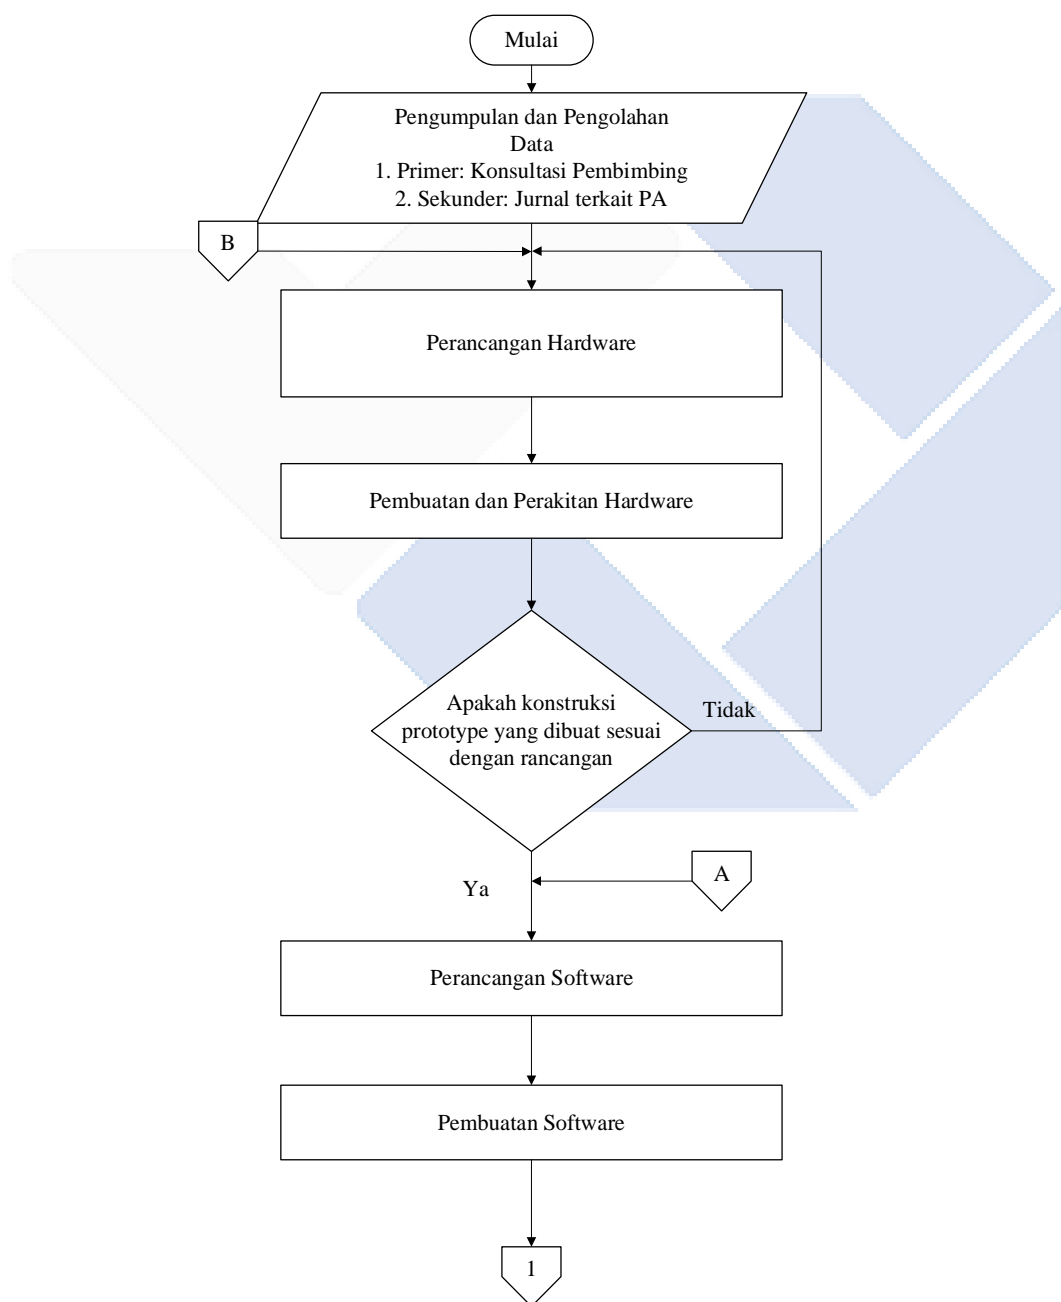 Mulai
Pengumpulan dan Pengolahan
Data
1. Primer: Konsultasi Pembimbing
2. Sekunder: Jurnal terkait PA
B
Perancangan Hardware
Pembuatan dan Perakitan Hardware
Apakah konstruksi
prototype yang dibuat sesuai
dengan rancangan
Tidak
Ya
A
Perancangan Software
Pembuatan Software
1